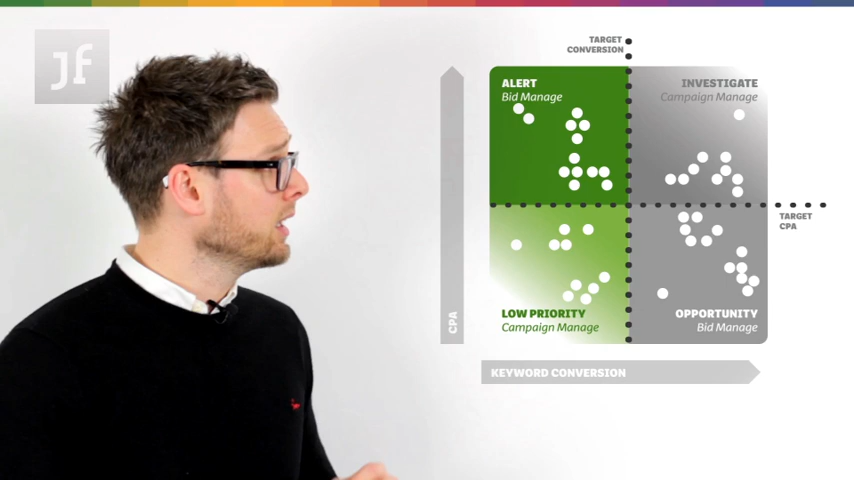 jf
TARGET
CONVERSION
ALERT
Bid Manage
INVESTIGATE
Campaign Manage
TARGET
CPA
CPA
LOW PRIORITY
Campaign Manage
OPPORTUNITY
Bid Manage
KEYWORD CONVERSION